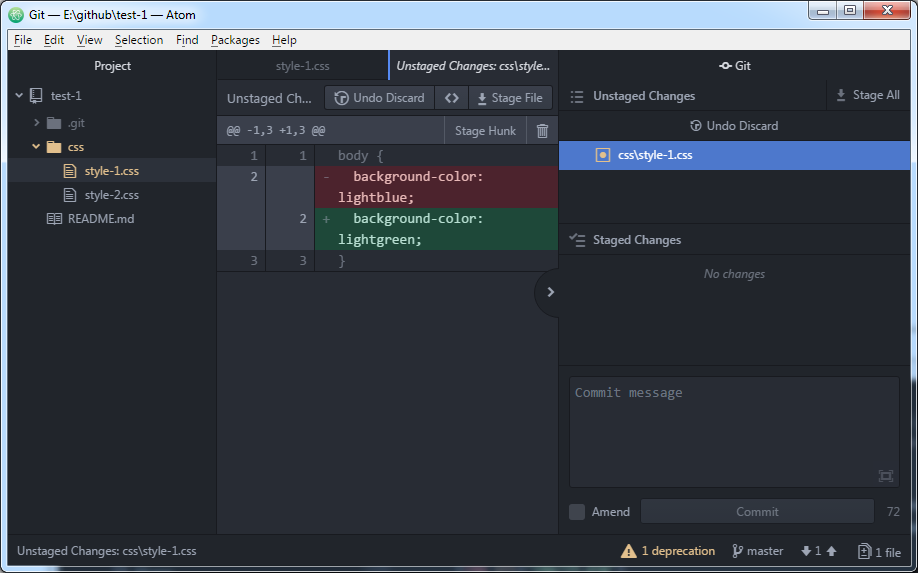 Git — E:\github\test-1 — Atom
File Edit View Selection Find Packages Help
Project
test-1
.git
css
style-1.css
style-2.css
README.md
style-1.css
Unstaged Changes: css\style...
Unstaged Ch...
Undo Discard
Stage File
@@ -1,3 +1,3 @@
Stage Hunk
1 1 body {
2 - background-color:
lightblue;
2 + background-color:
lightgreen;
3 3 }
Git
Unstaged Changes
Stage All
Undo Discard
css\style-1.css
Staged Changes
No changes
Commit message
Amend
Commit
72
Unstaged Changes: css\style-1.css
1 deprecation
master
1
1 file